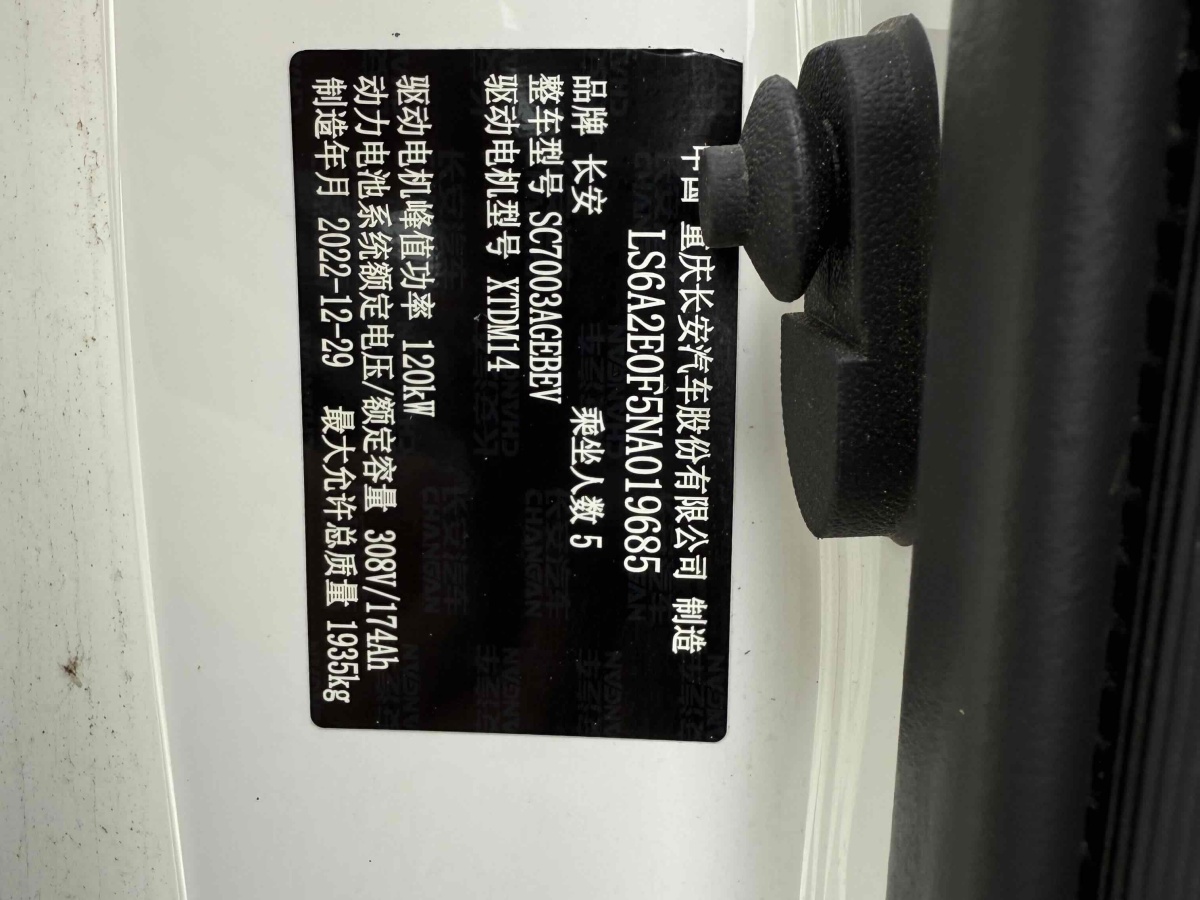 中国 重庆长安汽车股份有限公司 制造
LS6A2E0F5NA019685
品牌 长安 乘坐人数 5
整车型号 SC7003AGEBEV
驱动电机型号 XTDM14
驱动电机峰值功率 120kW
动力电池系统额定电压/额定容量 308V/174Ah
制造年月 2022-12-29 最大允许总质量 1935kg